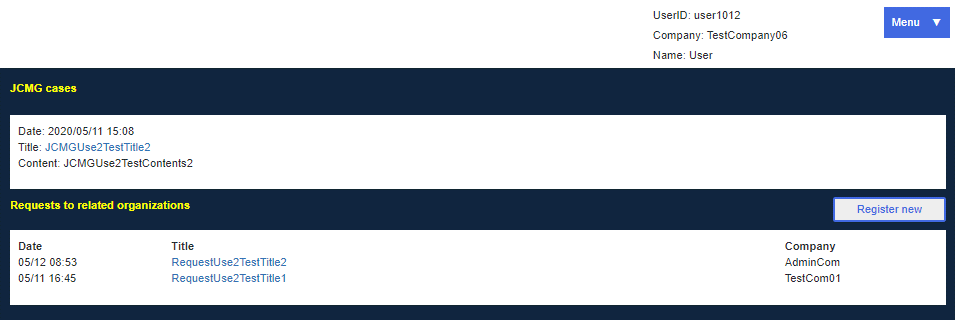 UserID: user1012
Company: TestCompany06
Name: User
Menu ▼
JCMG cases
Date: 2020/05/11 15:08
Title: JCMGUse2TestTitle2
Content: JCMGUse2TestContents2
Requests to related organizations
Register new
Date Title Company
05/12 08:53 RequestUse2TestTitle2 AdminCom
05/11 16:45 RequestUse2TestTitle1 TestCom01